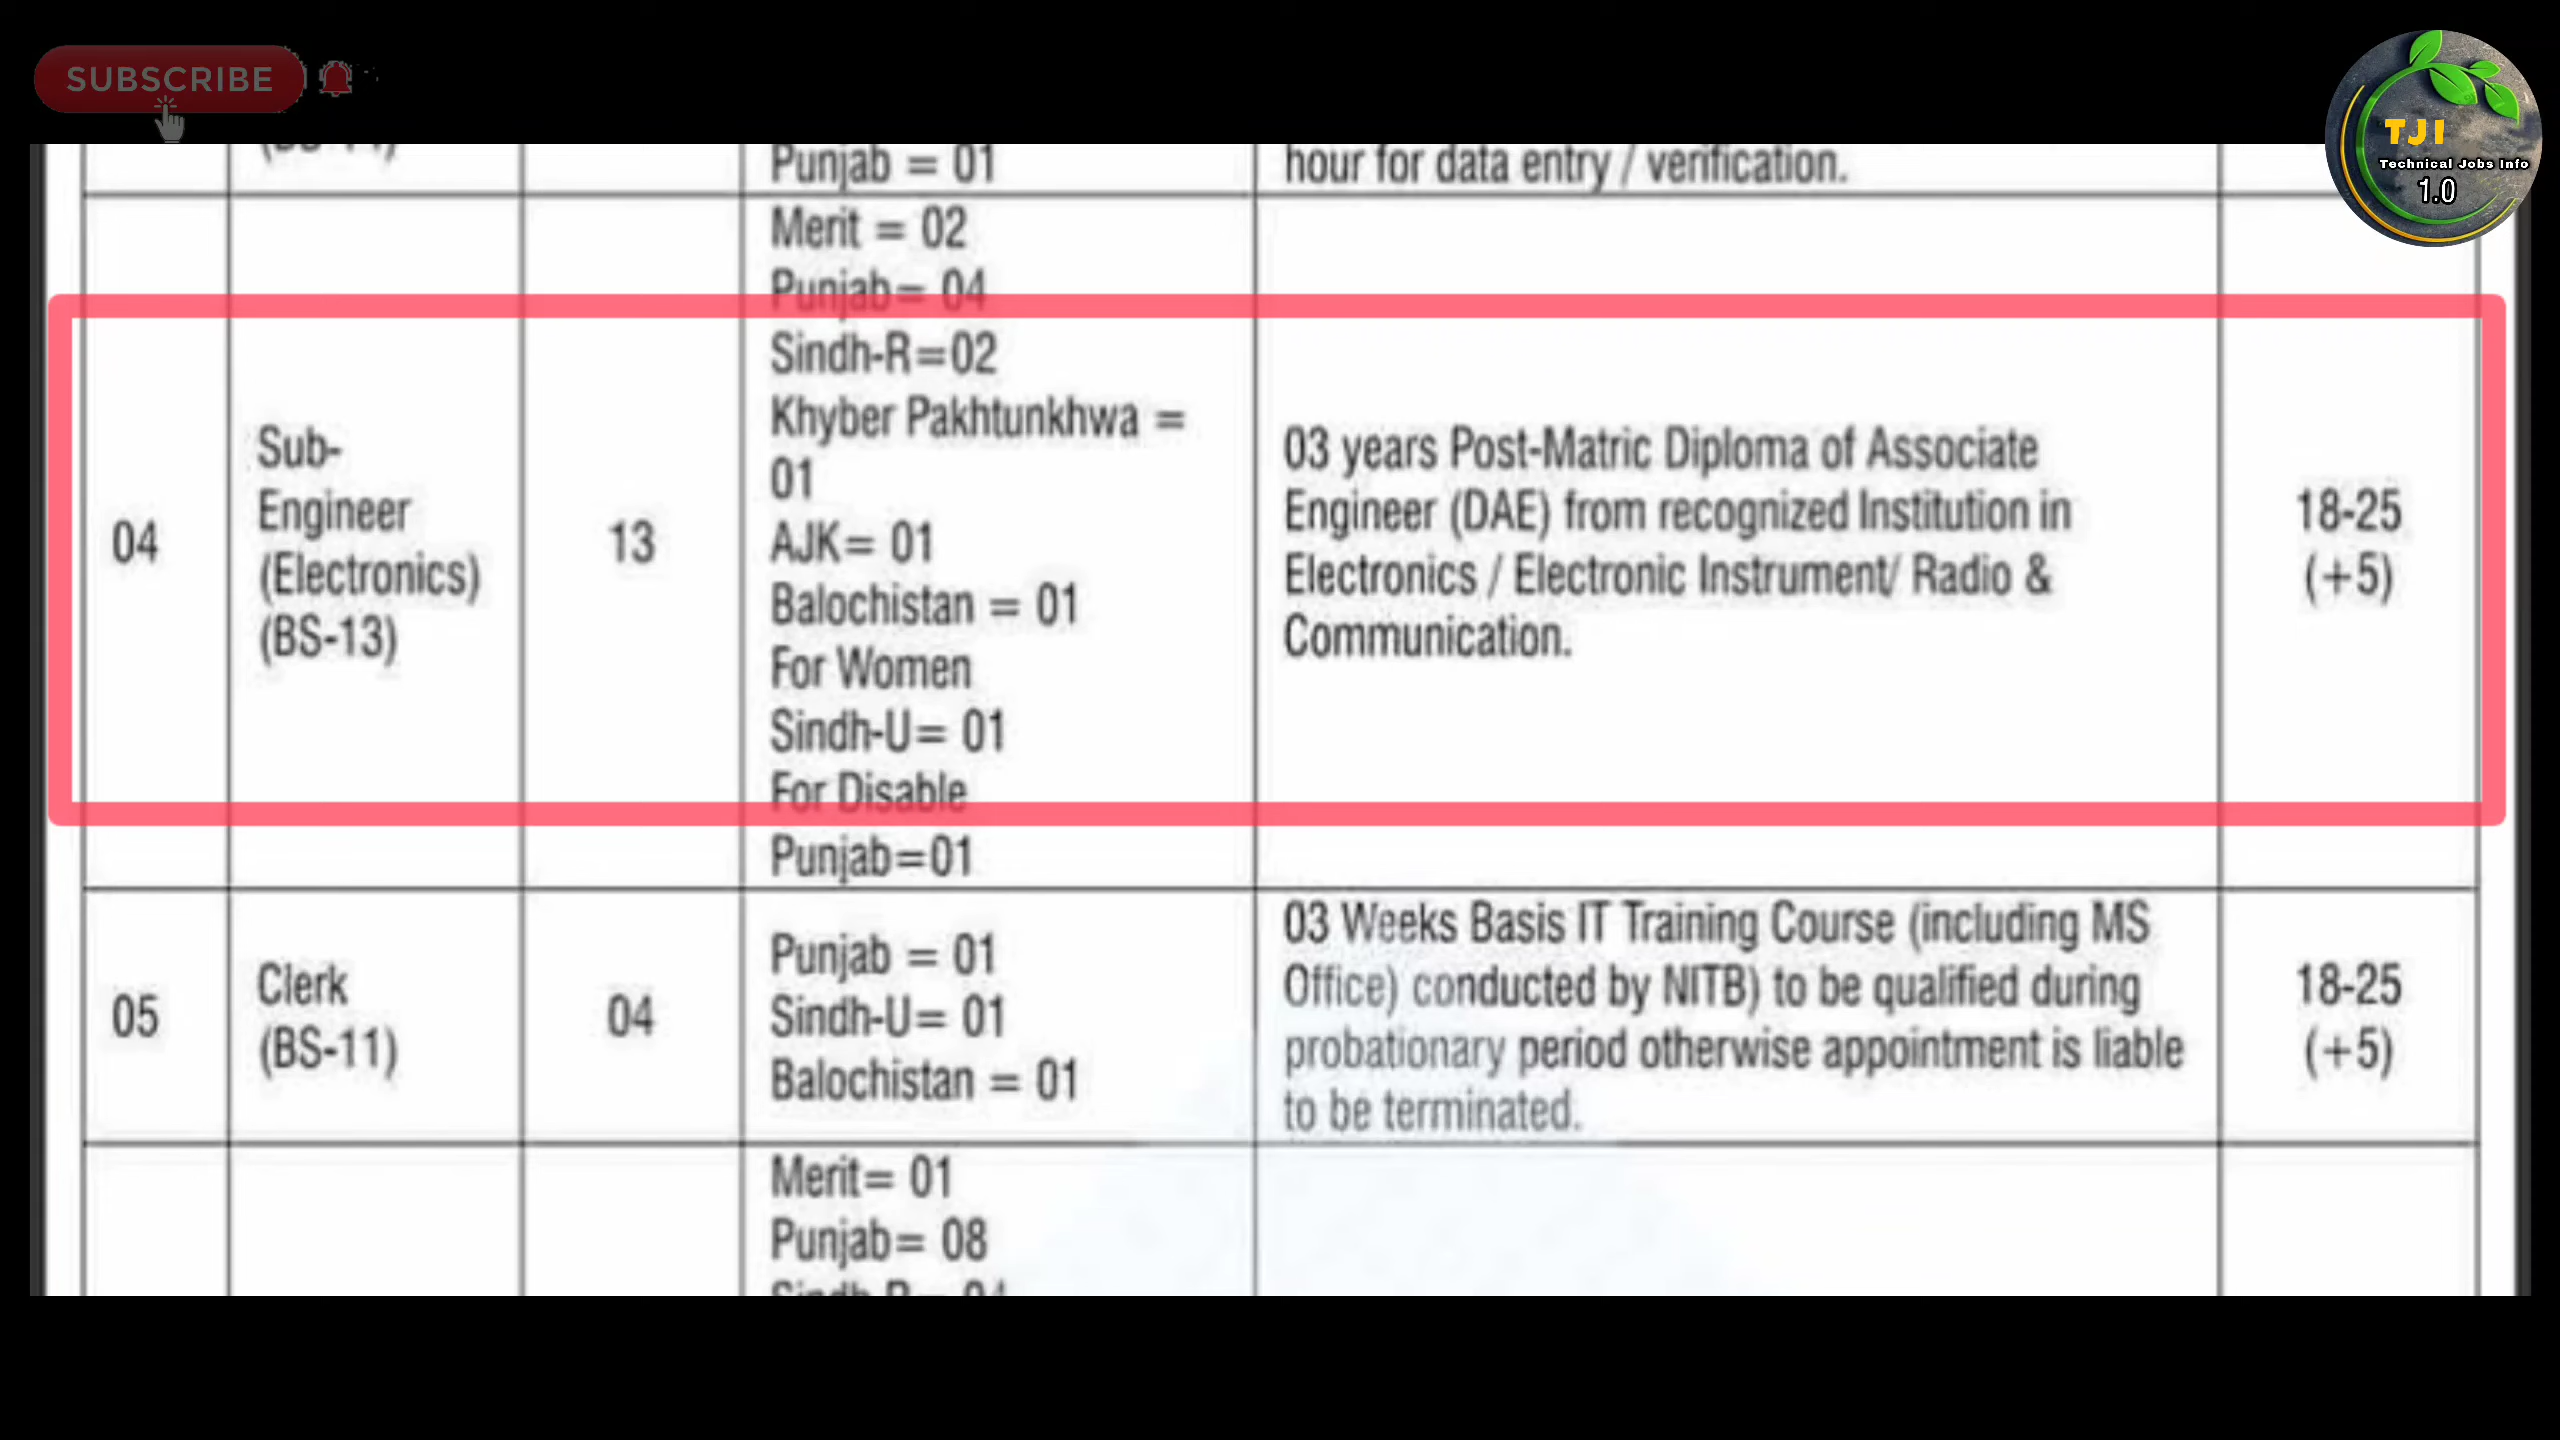 SUBSCRIBE
TJI
Technical Jobs Info
1.0
Punjab = 01
hour for data entry / verification.
04
Sub-
Engineer
(Electronics)
(BS-13)
13
Merit = 02
Punjab= 04
Sindh-R=02
Khyber Pakhtunkhwa =
01
AJK= 01
Balochistan = 01
For Women
Sindh-U= 01
For Disable
Punjab=01
03 years Post-Matric Diploma of Associate
Engineer (DAE) from recognized Institution in
Electronics / Electronic Instrument/ Radio &
Communication.
18-25
(+5)
05
Clerk
(BS-11)
04
Punjab = 01
Sindh-U= 01
Balochistan = 01
03 Weeks Basis IT Training Course (including MS
Office) conducted by NITB) to be qualified during
probationary period otherwise appointment is liable
to be terminated.
18-25
(+5)
Merit= 01
Punjab= 08